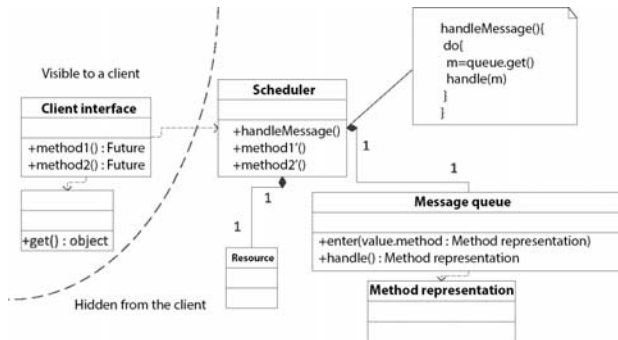 Visible to a client
Client interface
+method1() : Future
+method2() : Future
+get() : object
Hidden from the client
Scheduler
+handleMessage()
+method1'()
+method2'()
1
1
Resource
handleMessage(){
do{
m=queue.get()
handle(m)
}
}
1
1
Message queue
+enter(value.method : Method representation)
+handle() : Method representation
Method representation